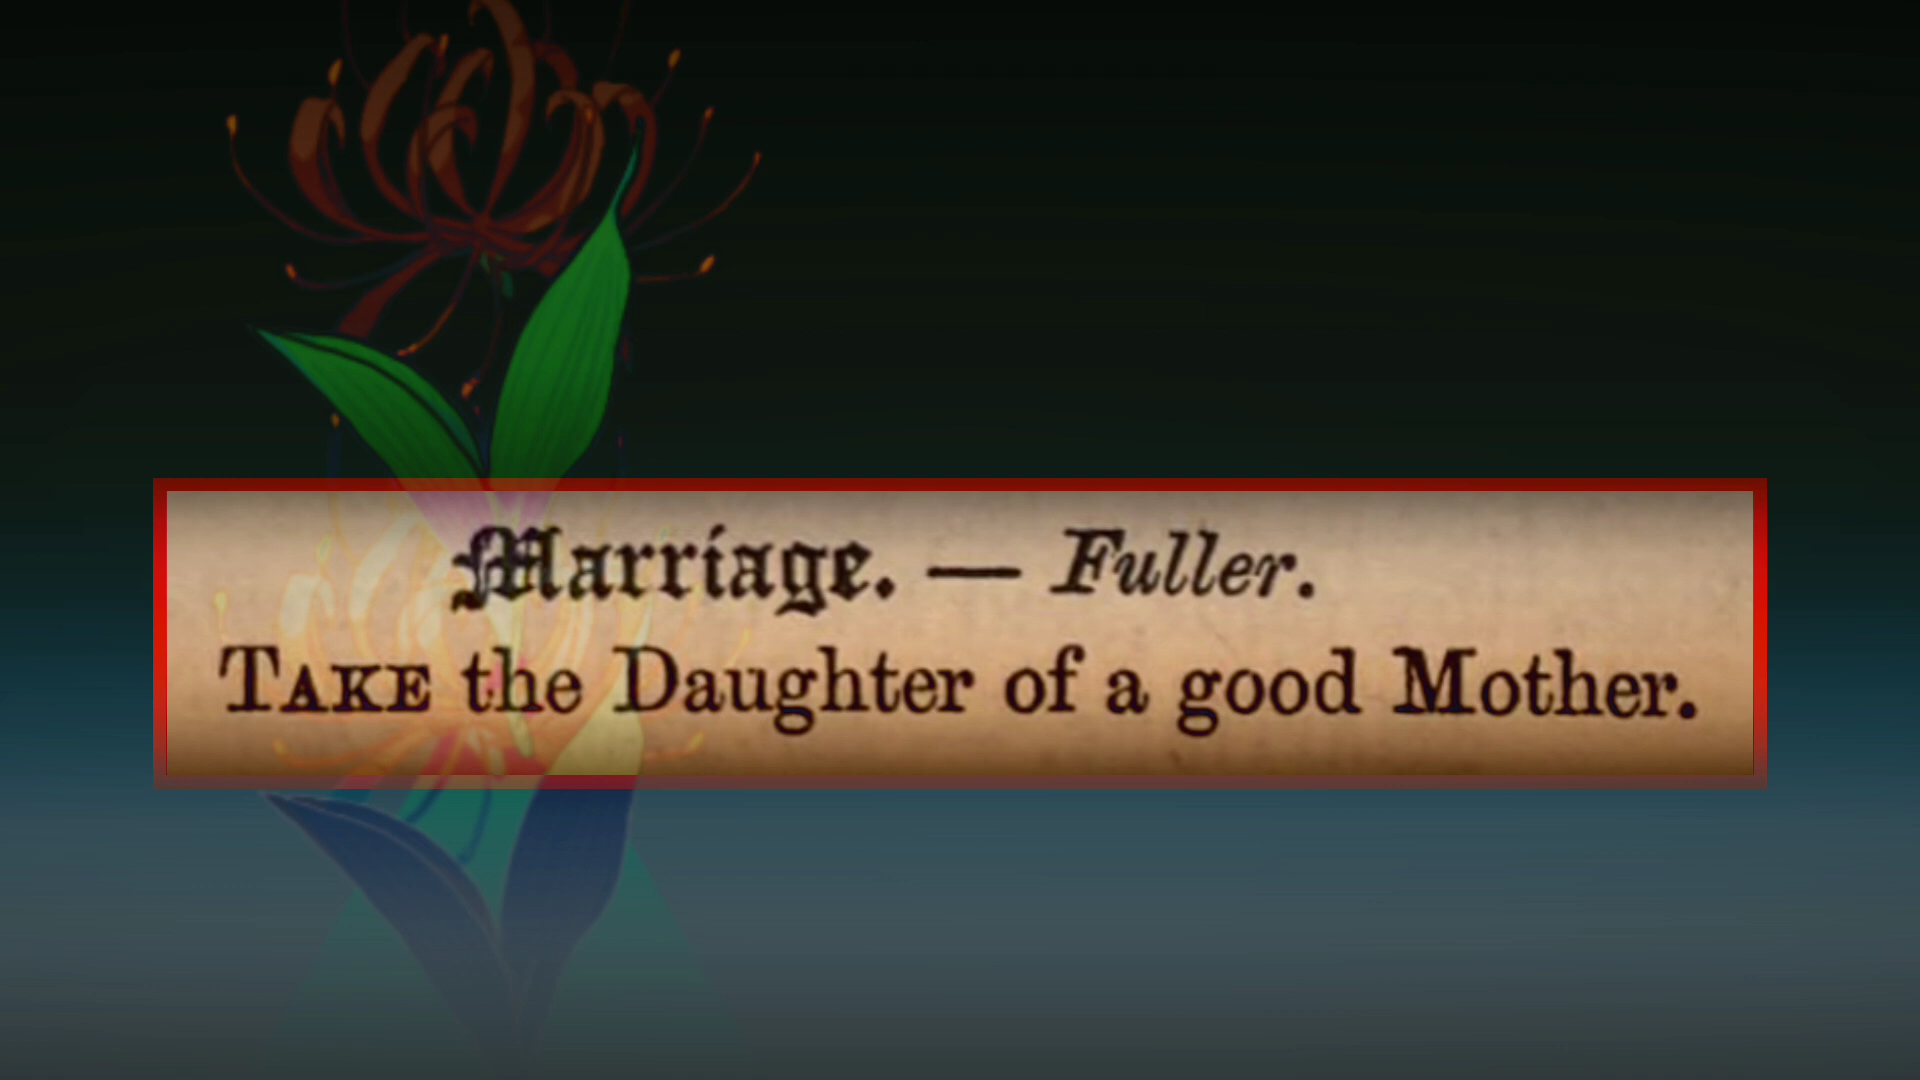 Marriage. — Fuller.
TAKE the Daughter of a good Mother.